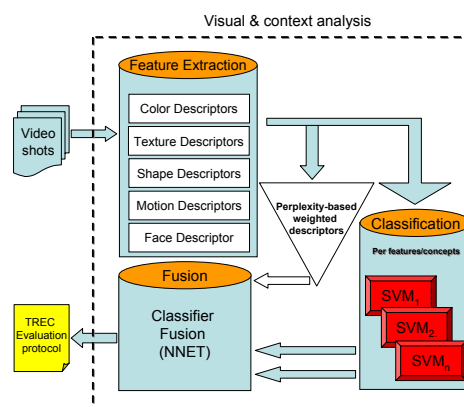 Visual & context analysis
Feature Extraction
Color Descriptors
Texture Descriptors
Shape Descriptors
Motion Descriptors
Face Descriptor
Video
shots
Perplexity-based
weighted
descriptors
Classification
Per features/concepts
SVM1
SVM2
SVMn
Fusion
Classifier
Fusion
(NNET)
TREC
Evaluation
protocol